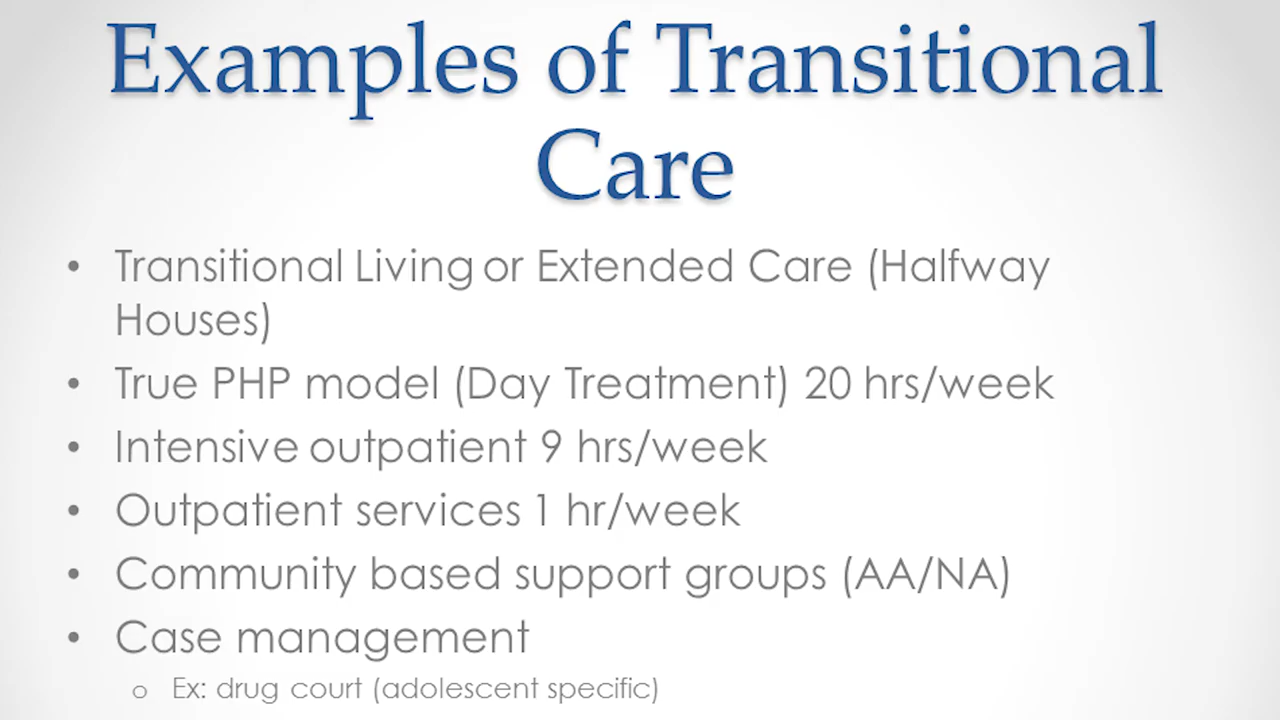 Examples of Transitional
Care
• Transitional Living or Extended Care (Halfway
Houses)
• True PHP model (Day Treatment) 20 hrs/week
• Intensive outpatient 9 hrs/week
• Outpatient services 1 hr/week
• Community based support groups (AA/NA)
• Case management
o Ex: drug court (adolescent specific)